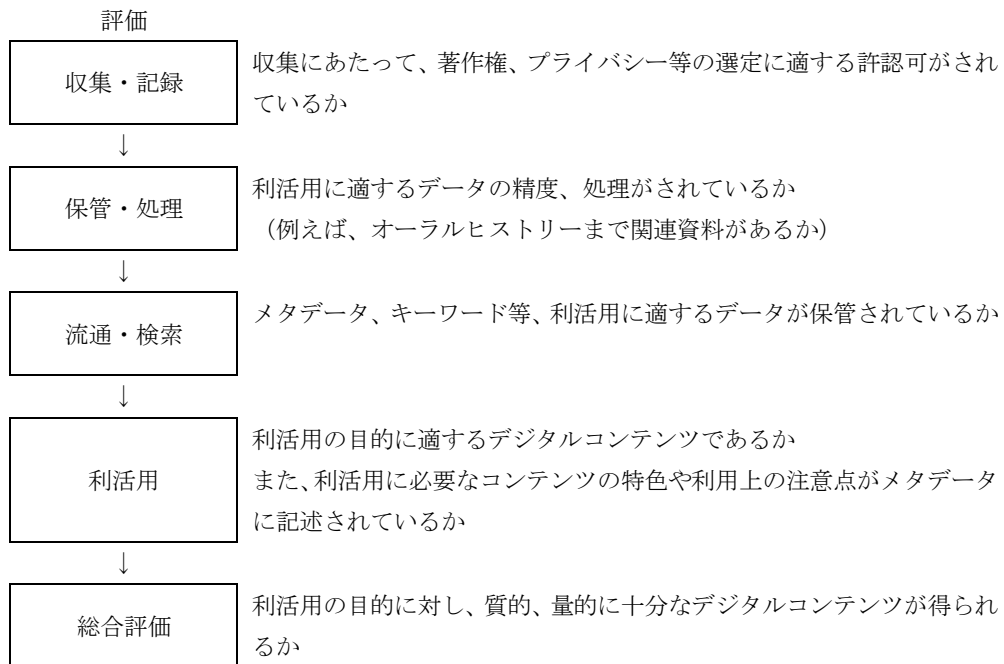 評価
収集・記録
収集にあたって、著作権、プライバシー等の選定に適する許認可がされ
ているか
↓
保管・処理
利活用に適するデータの精度、処理がされているか
(例えば、オーラルヒストリーまで関連資料があるか)
↓
流通・検索
メタデータ、キーワード等、利活用に適するデータが保管されているか
↓
利活用
利活用の目的に適するデジタルコンテンツであるか
また、利活用に必要なコンテンツの特色や利用上の注意点がメタデータ
に記述されているか
↓
総合評価
利活用の目的に対し、質的、量的に十分なデジタルコンテンツが得られ
るか